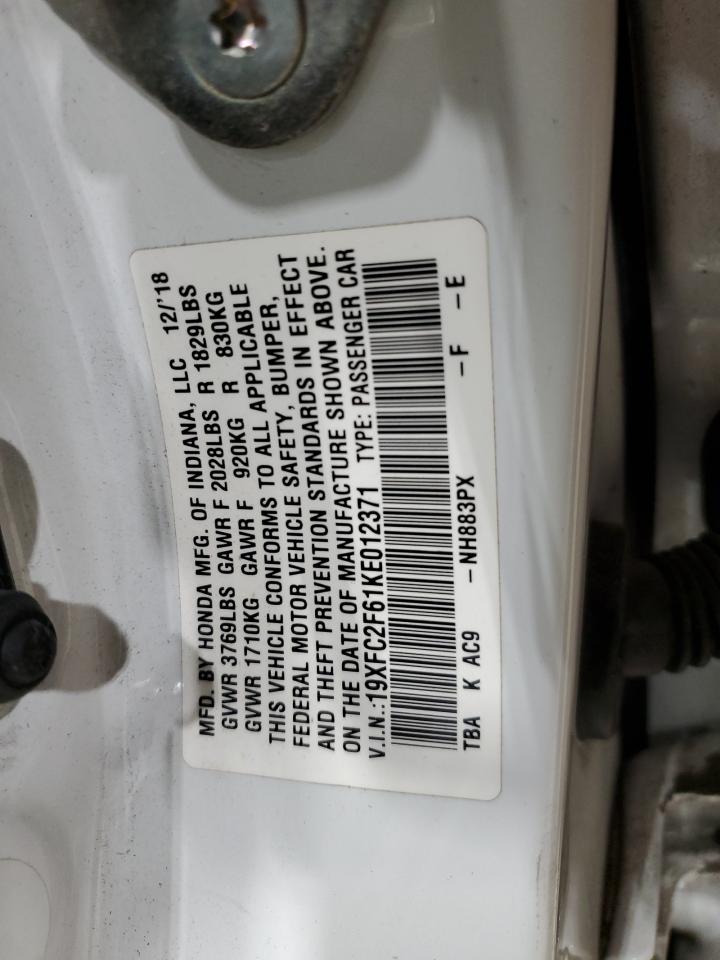 MFD. BY HONDA MFG. OF INDIANA, LLC 12/'18
GVWR 3769LBS GAWR F 2028LBS R 1829LBS
GVWR 1710KG GAWR F 920KG R 830KG
THIS VEHICLE CONFORMS TO ALL APPLICABLE
FEDERAL MOTOR VEHICLE SAFETY, BUMPER,
AND THEFT PREVENTION STANDARDS IN EFFECT
ON THE DATE OF MANUFACTURE SHOWN ABOVE.
V.I.N.:19XFC2F61KE012371 TYPE: PASSENGER CAR
TBA K AC9 -NH883PX -F -E